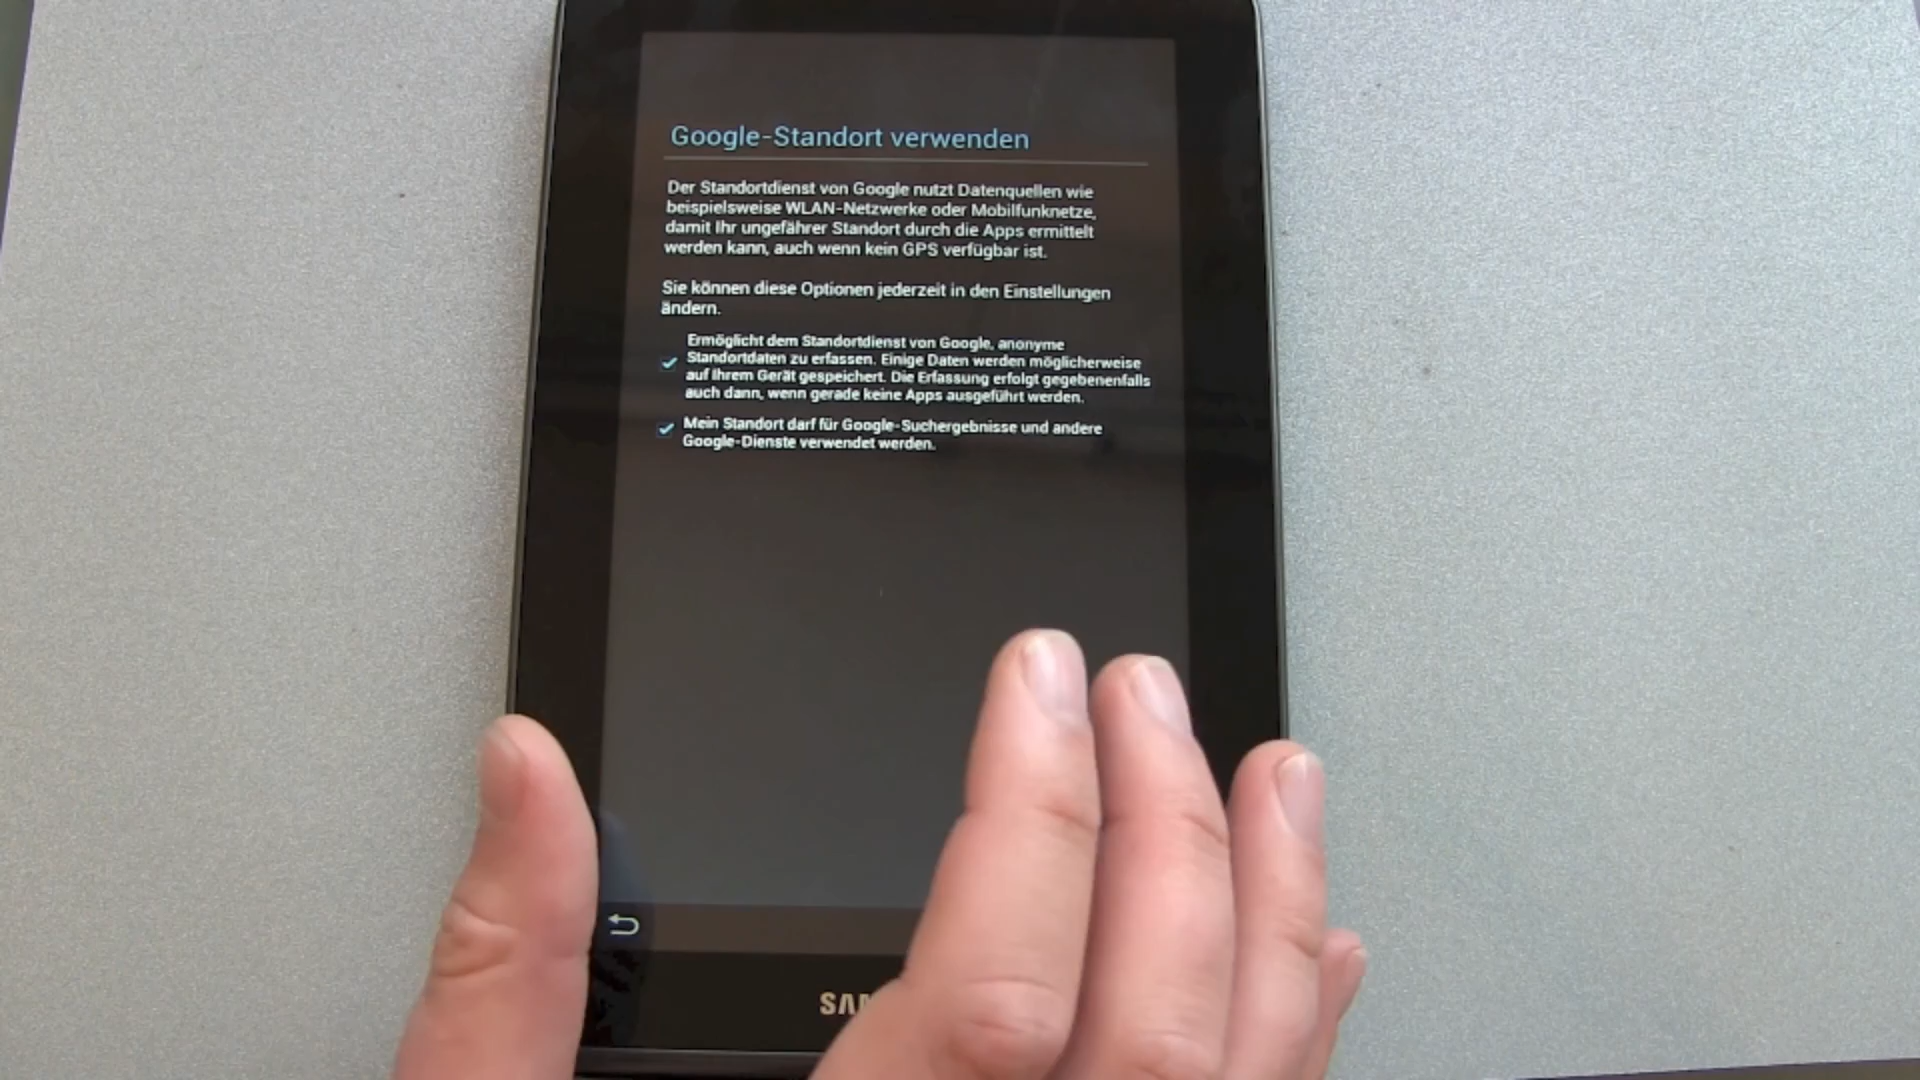 Google-Standort verwenden
Der Standortdienst von Google nutzt Datenquellen wie
beispielsweise WLAN-Netzwerke oder Mobilfunknetze,
damit Ihr ungefährer Standort durch die Apps ermittelt
werden kann, auch wenn kein GPS verfügbar ist.
Sie können diese Optionen jederzeit in den Einstellungen
ändern.
Ermöglicht dem Standortdienst von Google, anonyme
Standortdaten zu erfassen. Einige Daten werden möglicherweise
auf Ihrem Gerät gespeichert. Die Erfassung erfolgt gegebenenfalls
auch dann, wenn gerade keine Apps ausgeführt werden.
Mein Standort darf für Google-Suchergebnisse und andere
Google-Dienste verwendet werden.
SAM